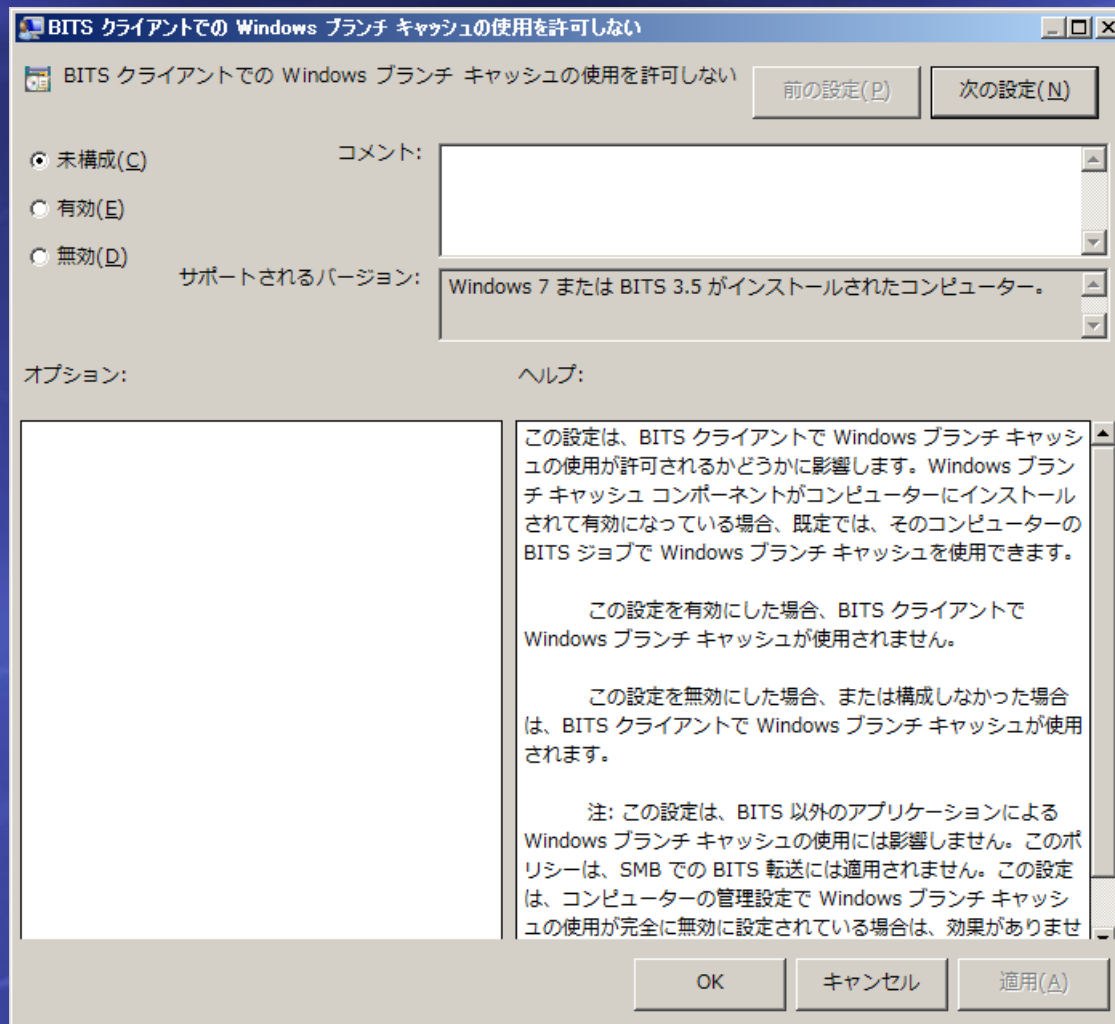 BITS クライアントでの Windows ブランチ キャッシュの使用を許可しない
BITS クライアントでの Windows ブランチ キャッシュの使用を許可しない
前の設定(P)
次の設定(N)
未構成(C)
コメント:
有効(E)
無効(D)
サポートされるバージョン:
Windows 7 または BITS 3.5 がインストールされたコンピューター。
オプション:
ヘルプ:
この設定は、BITS クライアントで Windows ブランチ キャッシ
ュの使用が許可されるかどうかに影響します。Windows ブラン
チ キャッシュ コンポーネントがコンピューターにインストール
されて有効になっている場合、既定では、そのコンピューターの
BITS ジョブで Windows ブランチ キャッシュを使用できます。
この設定を有効にした場合、BITS クライアントで
Windows ブランチ キャッシュが使用されません。
この設定を無効にした場合、または構成しなかった場合
は、BITS クライアントで Windows ブランチ キャッシュが使用
されます。
注: この設定は、BITS 以外のアプリケーションによる
Windows ブランチ キャッシュの使用には影響しません。このポ
リシーは、SMB での BITS 転送には適用されません。この設定
は、コンピューターの管理設定で Windows ブランチ キャッシ
ュの使用が完全に無効に設定されている場合は、効果がありませ
OK
キャンセル
適用(A)